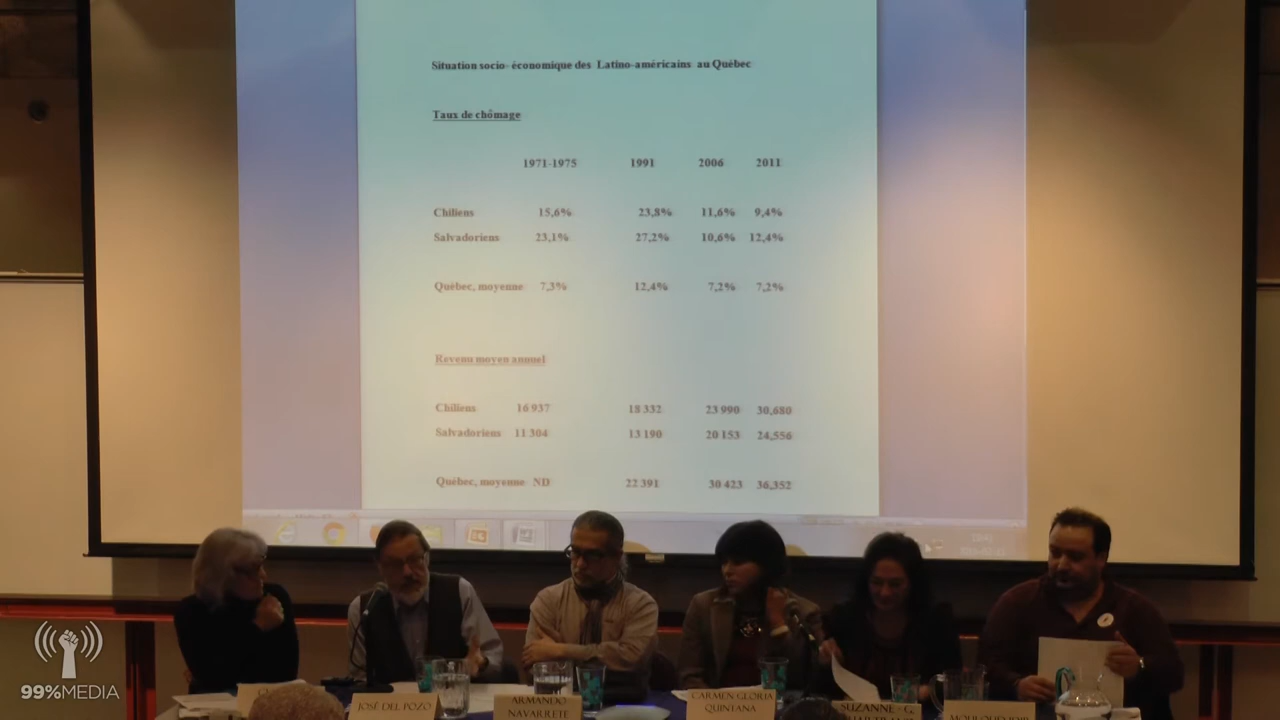 Situation socio- économique des Latino-américains au Québec
Taux de chômage
1971-1975 1991 2006 2011
Chiliens 15,6% 23,8% 11,6% 9,4%
Salvadoriens 23,1% 27,2% 10,6% 12,4%
Québec, moyenne 7,3% 12,4% 7,2% 7,2%
Revenu moyen annuel
Chiliens 16 937 18 332 23 990 30,680
Salvadoriens 11 304 13 190 20 153 24,556
Québec, moyenne ND 22 391 30 423 36,352
99%MEDIA
JOSÉ DEL POZO
ARMANDO
NAVARRETE
CARMEN GLORIA
QUINTANA
SUZANNE - G.
MOULOUD